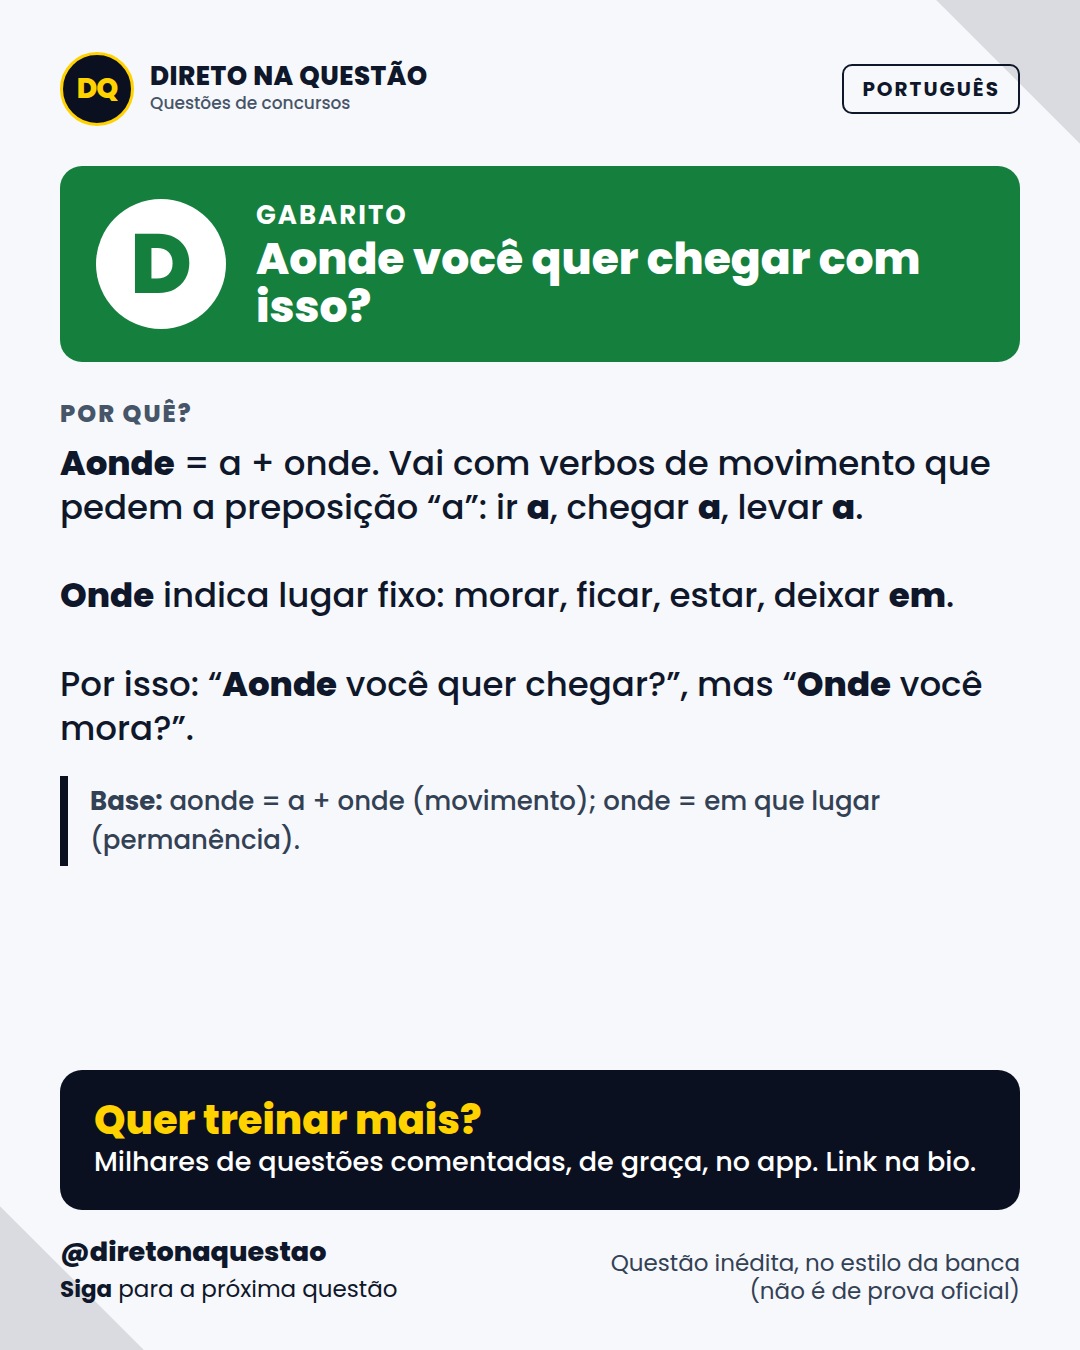 DQ
DIRETO NA QUESTÃO
Questões de concursos
PORTUGUÊS
D
GABARITO
Aonde você quer chegar com
isso?
POR QUÊ?
Aonde = a + onde. Vai com verbos de movimento que
pedem a preposição “a”: ir a, chegar a, levar a.
Onde indica lugar fixo: morar, ficar, estar, deixar em.
Por isso: “Aonde você quer chegar?”, mas “Onde você
mora?”.
Base: aonde = a + onde (movimento); onde = em que lugar
(permanência).
Quer treinar mais?
Milhares de questões comentadas, de graça, no app. Link na bio.
@diretonaquestao
Siga para a próxima questão
Questão inédita, no estilo da banca
(não é de prova oficial)